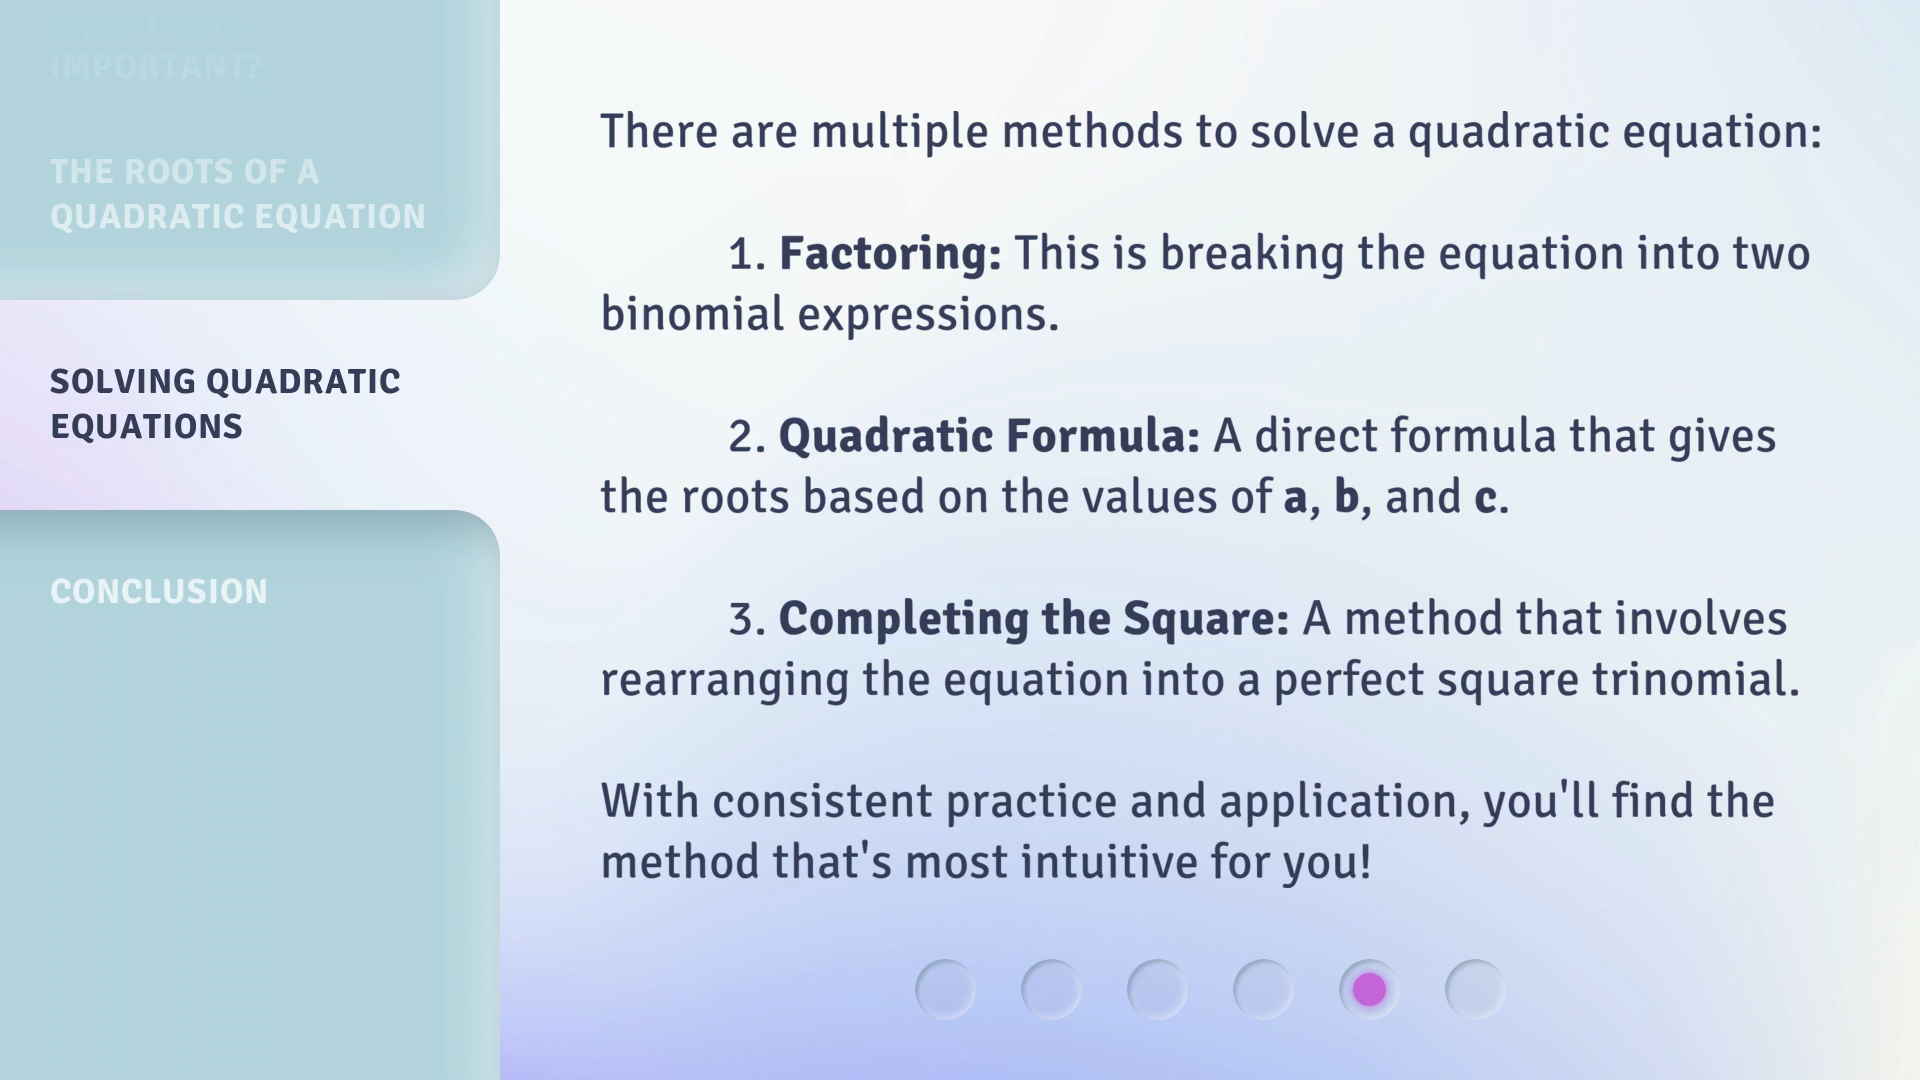 EQUATIONS
IMPORTANT?
THE ROOTS OF A
QUADRATIC EQUATION
SOLVING QUADRATIC
EQUATIONS
CONCLUSION
There are multiple methods to solve a quadratic equation:
1. Factoring: This is breaking the equation into two
binomial expressions.
2. Quadratic Formula: A direct formula that gives
the roots based on the values of a, b, and c.
3. Completing the Square: A method that involves
rearranging the equation into a perfect square trinomial.
With consistent practice and application, you'll find the
method that's most intuitive for you!